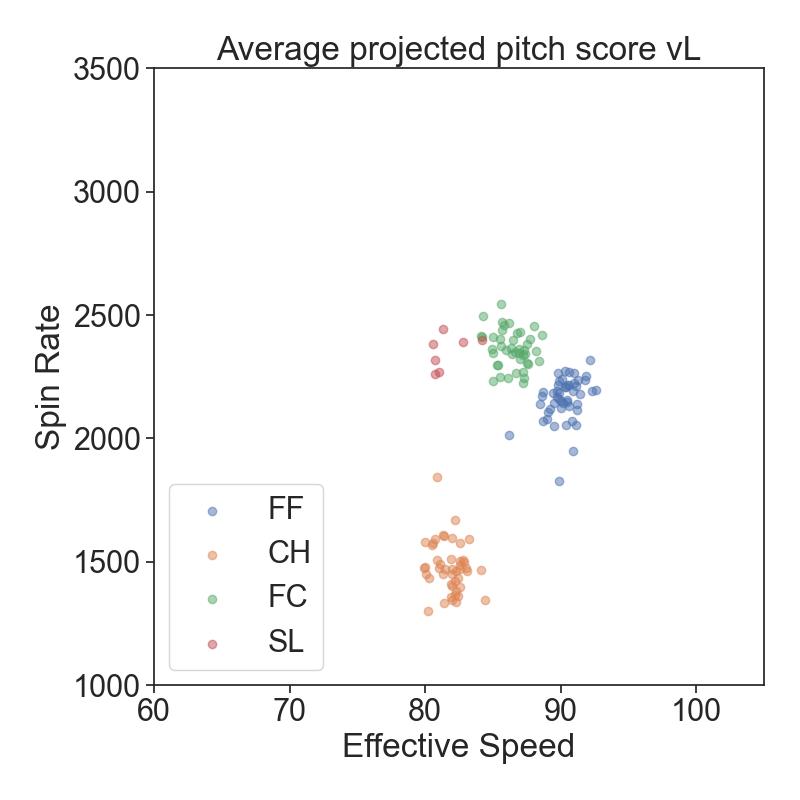 Average projected pitch score vL
3500
3000
2500
2000
1500
1000
Spin Rate
FF
CH
FC
SL
60 70 80 90 100
Effective Speed